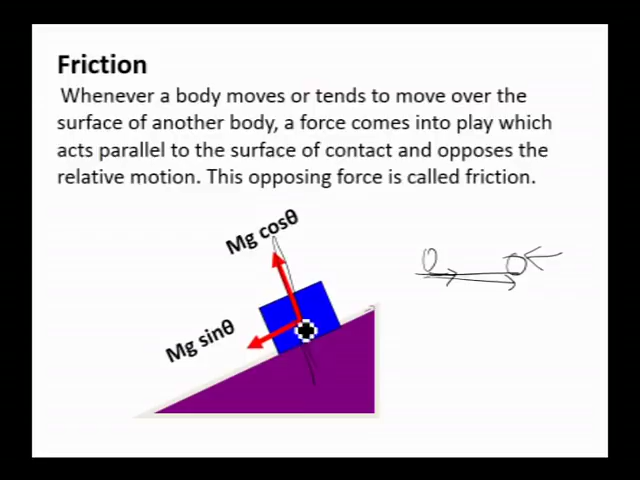 Friction
Whenever a body moves or tends to move over the
surface of another body, a force comes into play which
acts parallel to the surface of contact and opposes the
relative motion. This opposing force is called friction.
Mg cosθ
Mg sinθ